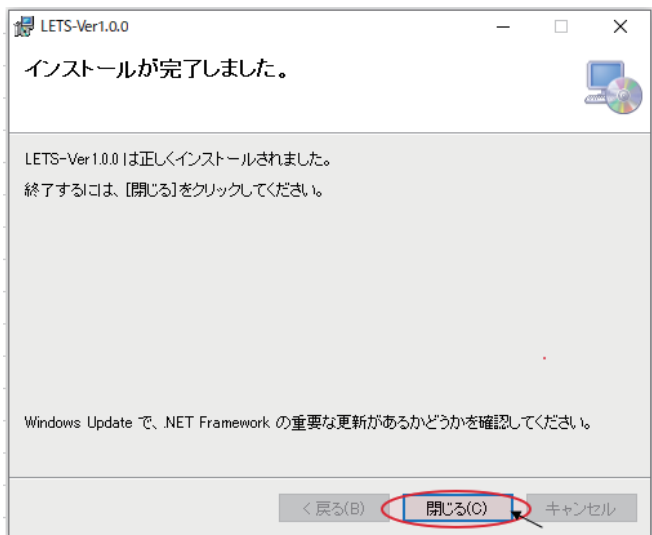 LETS-Ver1.0.0
インストールが完了しました。
LETS-Ver1.0.0 は正しくインストールされました。
終了するには、[閉じる]をクリックしてください。
Windows Update で、.NET Framework の重要な更新があるかどうかを確認してください。
< 戻る(B) 閉じる(C) キャンセル